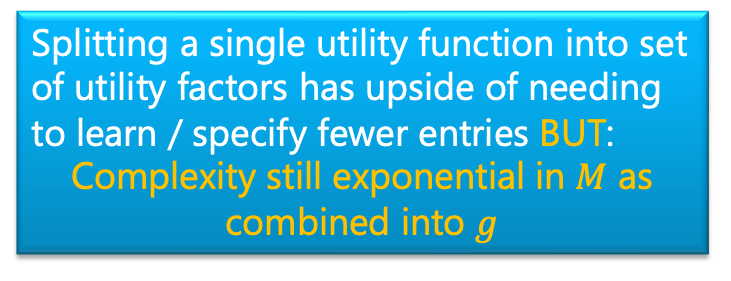 Splitting a single utility function into set
of utility factors has upside of needing
to learn / specify fewer entries BUT:
Complexity still exponential in 𝑀 as
combined into 𝑔